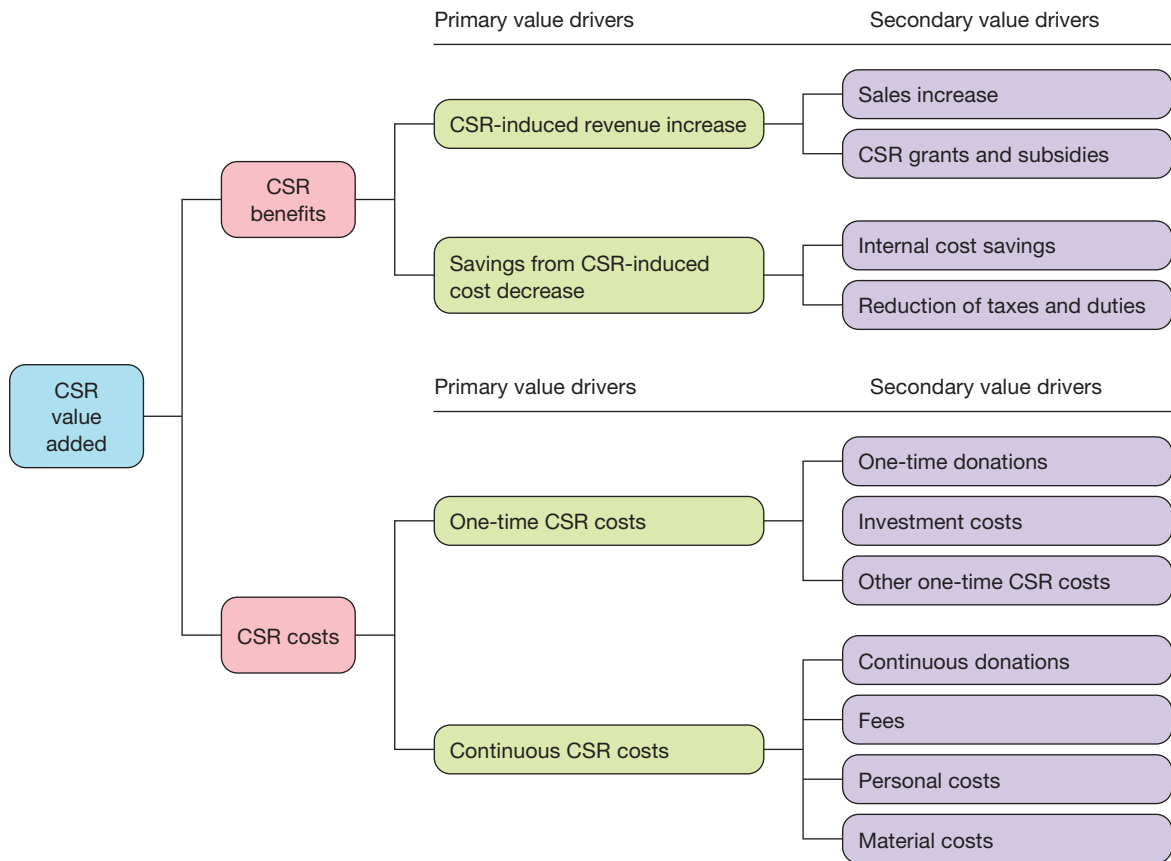 Primary value drivers
Secondary value drivers
Sales increase
CSR-induced revenue increase
CSR grants and subsidies
CSR
benefits
Internal cost savings
Savings from CSR-induced
cost decrease
Reduction of taxes and duties
CSR
value
added
Primary value drivers
Secondary value drivers
One-time donations
One-time CSR costs
Investment costs
Other one-time CSR costs
CSR costs
Continuous donations
Fees
Continuous CSR costs
Personal costs
Material costs